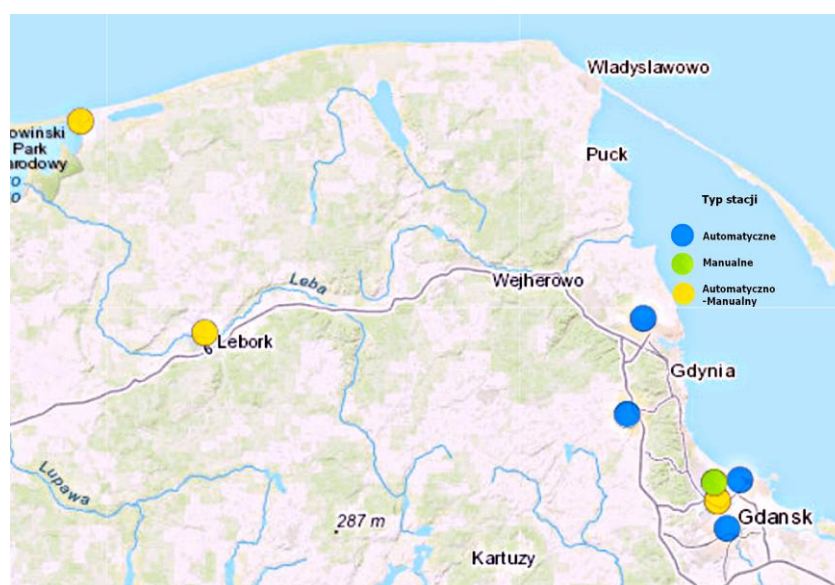 Wladyslawowo
owinski
Park
arodowy
Puck
Typ stacji
Automatyczne
Manualne
Automatyczno
-Manualny
Leba
Wejherowo
6 Lebork
Gdynia
Lupawa
287 m
Gdansk
Kartuzy